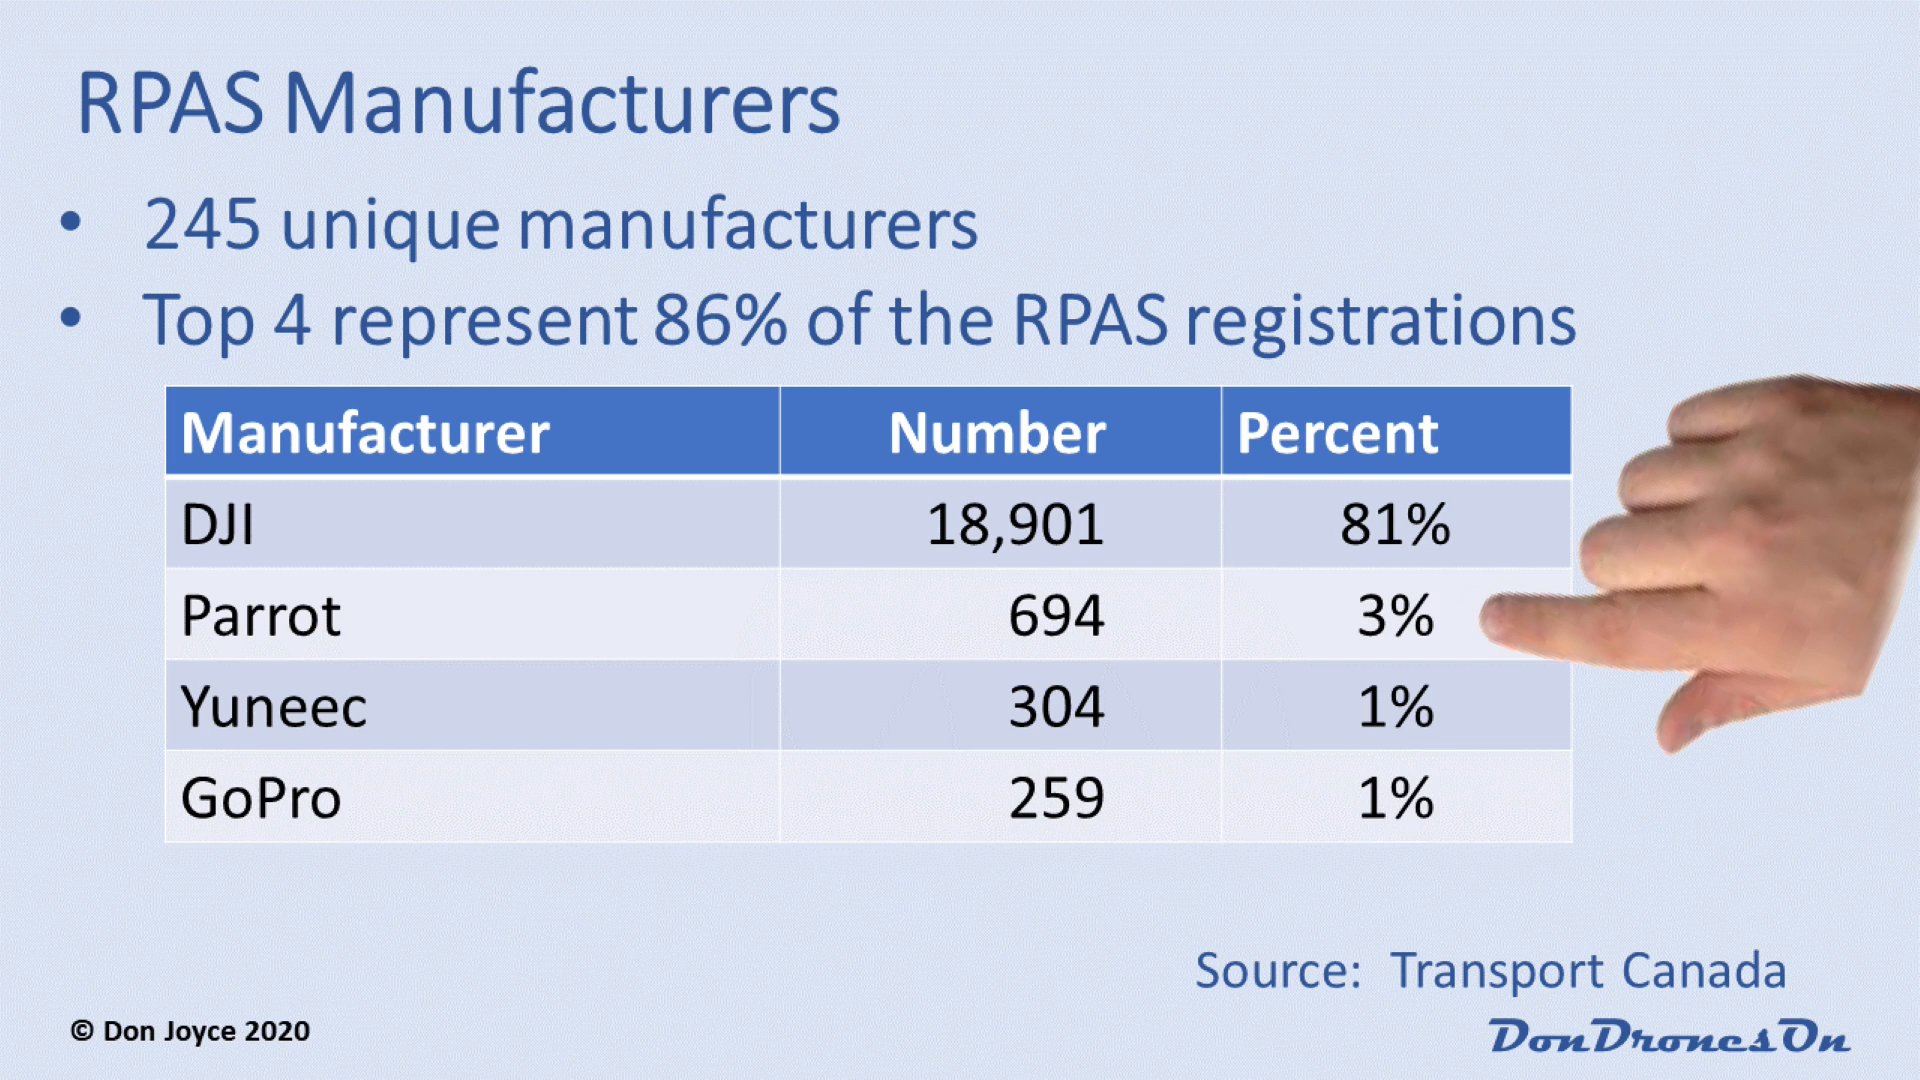 RPAS Manufacturers
• 245 unique manufacturers
• Top 4 represent 86% of the RPAS registrations
Manufacturer Number Percent
DJI 18,901 81%
Parrot 694 3%
Yuneec 304 1%
GoPro 259 1%
Source: Transport Canada
© Don Joyce 2020
DonDronesOn